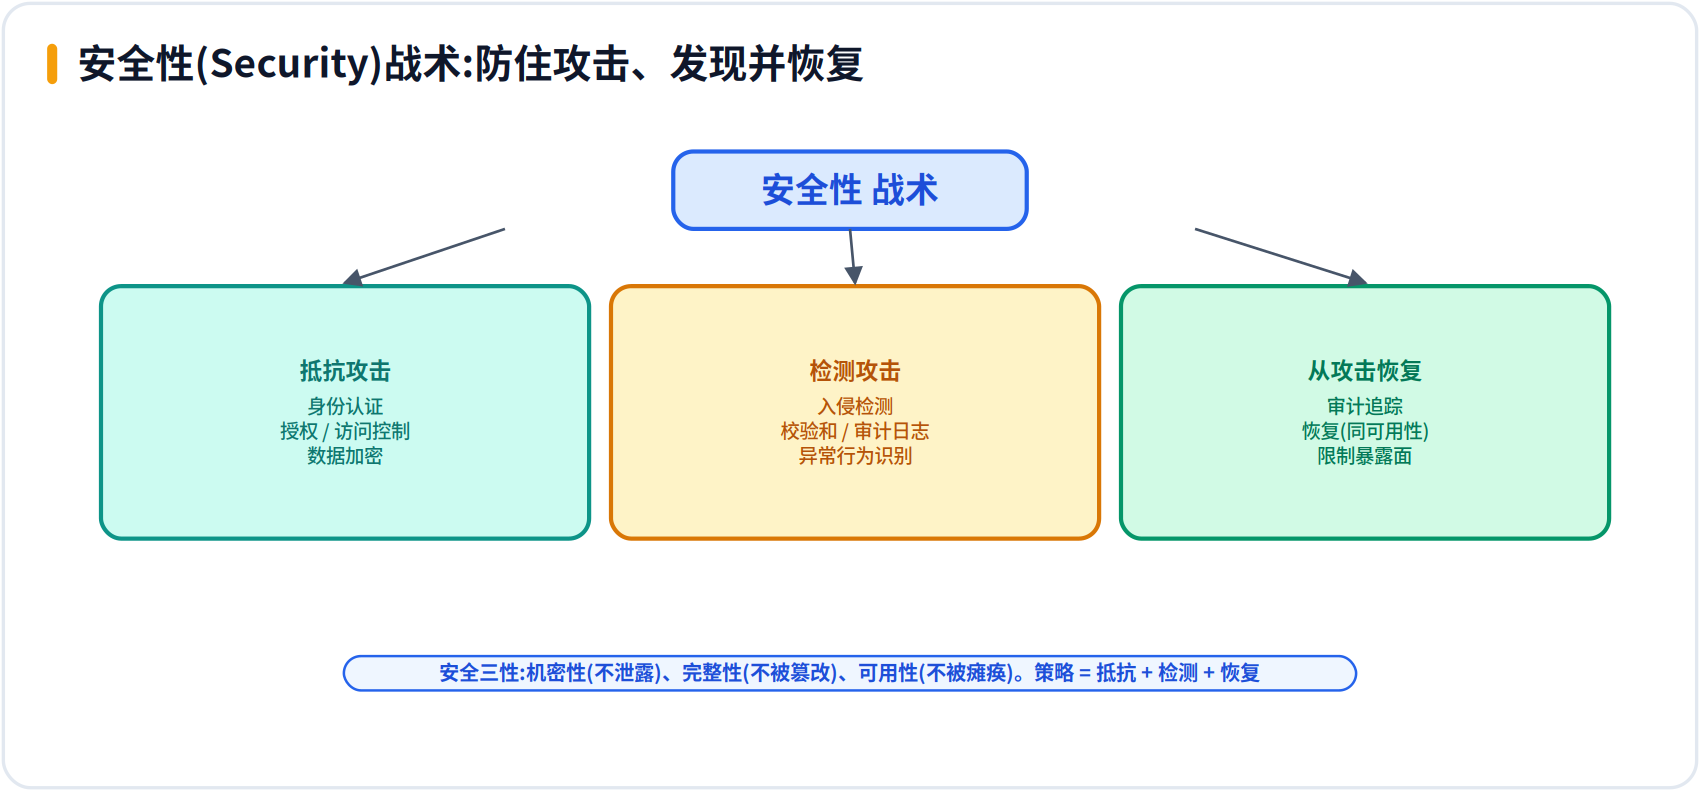 安全性(Security)战术:防住攻击、发现并恢复
安全性 战术
抵抗攻击
身份认证
授权 / 访问控制
数据加密
检测攻击
入侵检测
校验和 / 审计日志
异常行为识别
从攻击恢复
审计追踪
恢复(同可用性)
限制暴露面
安全三性:机密性(不泄露)、完整性(不被篡改)、可用性(不被瘫痪)。策略 = 抵抗 + 检测 + 恢复